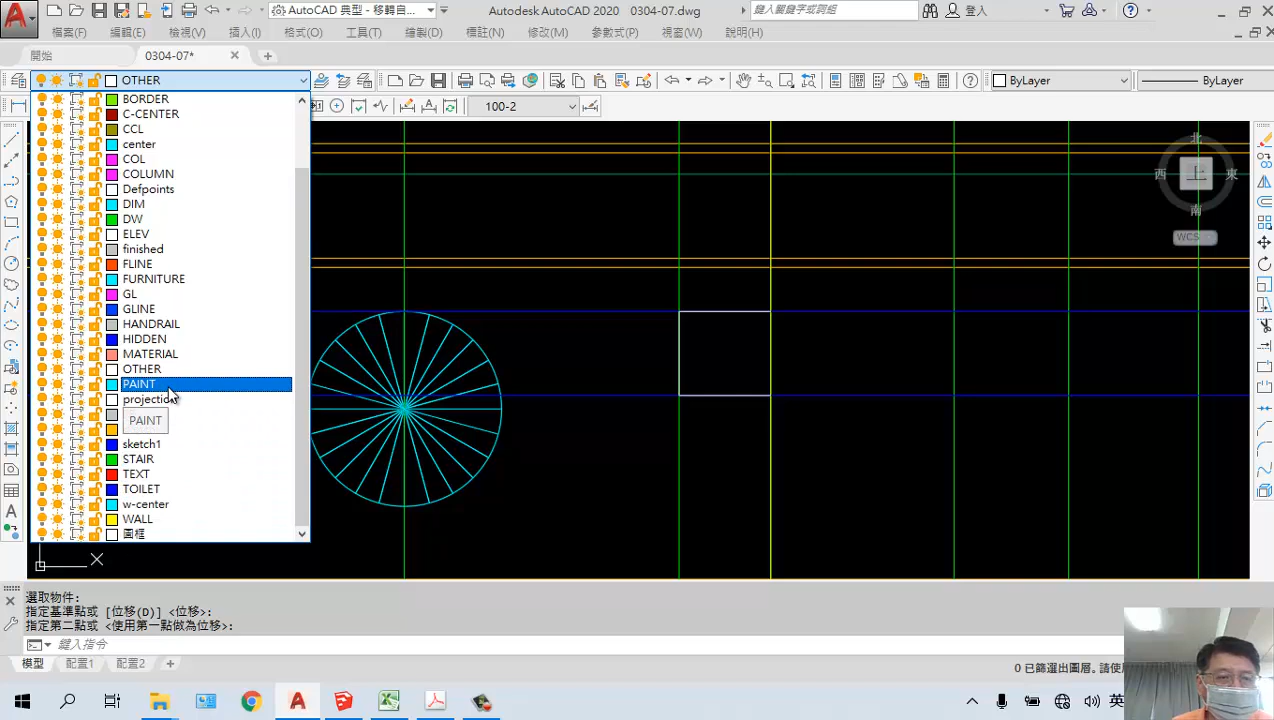 AutoCAD 典型 - 移轉自...
Autodesk AutoCAD 2020
0304-07.dwg
鍵入關鍵字或詞組
登入
檔案(F)
編輯(E)
檢視(V)
插入(I)
格式(O)
工具(T)
繪製(D)
標註(N)
修改(M)
參數式(P)
視窗(W)
說明(H)
開始
0304-07*
OTHER
ByLayer
ByLayer
100-2
BORDER
C-CENTER
CCL
center
COL
COLUMN
Defpoints
DIM
DW
ELEV
finished
FLINE
FURNITURE
GL
GLINE
HANDRAIL
HIDDEN
MATERIAL
OTHER
PAINT
projection
PAINT
sketch1
STAIR
TEXT
TOILET
w-center
WALL
圖框
北
西
上
東
南
WCS
選取物件:
指定基準點或 [位移(D)] <位移>:
指定第二點或 <使用第一點做為位移>:
鍵入指令
模型
配置1
配置2
0 已篩選出圖層. 請使
英